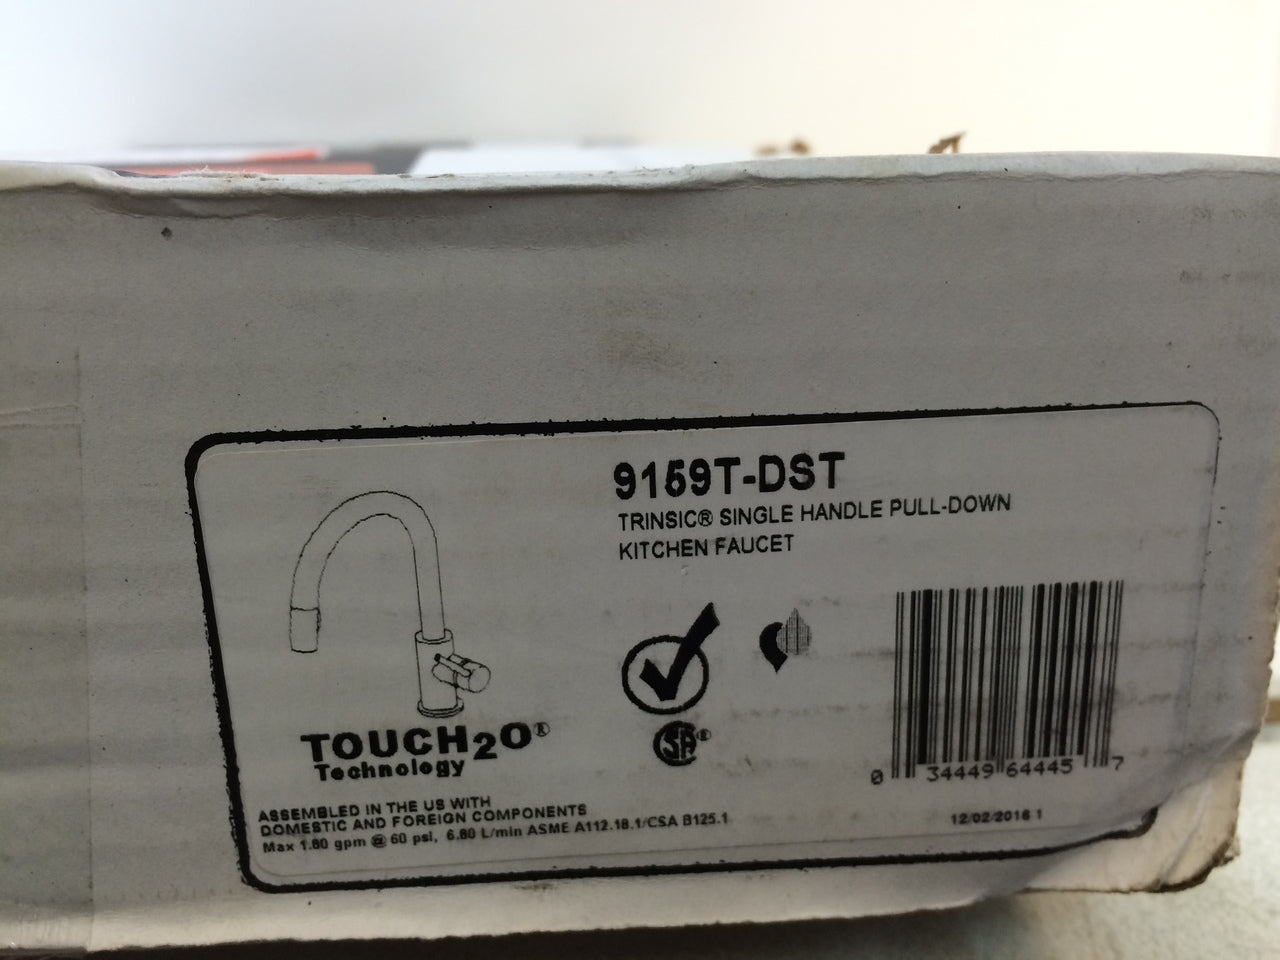 9159T-DST
TRINSIC® SINGLE HANDLE PULL-DOWN
KITCHEN FAUCET
TOUCH2O®
Technology
CSA®
0 34449 64445 7
ASSEMBLED IN THE US WITH
DOMESTIC AND FOREIGN COMPONENTS
Max 1.80 gpm @ 60 psi, 6.80 L/min ASME A112.18.1/CSA B125.1
12/02/2016 1